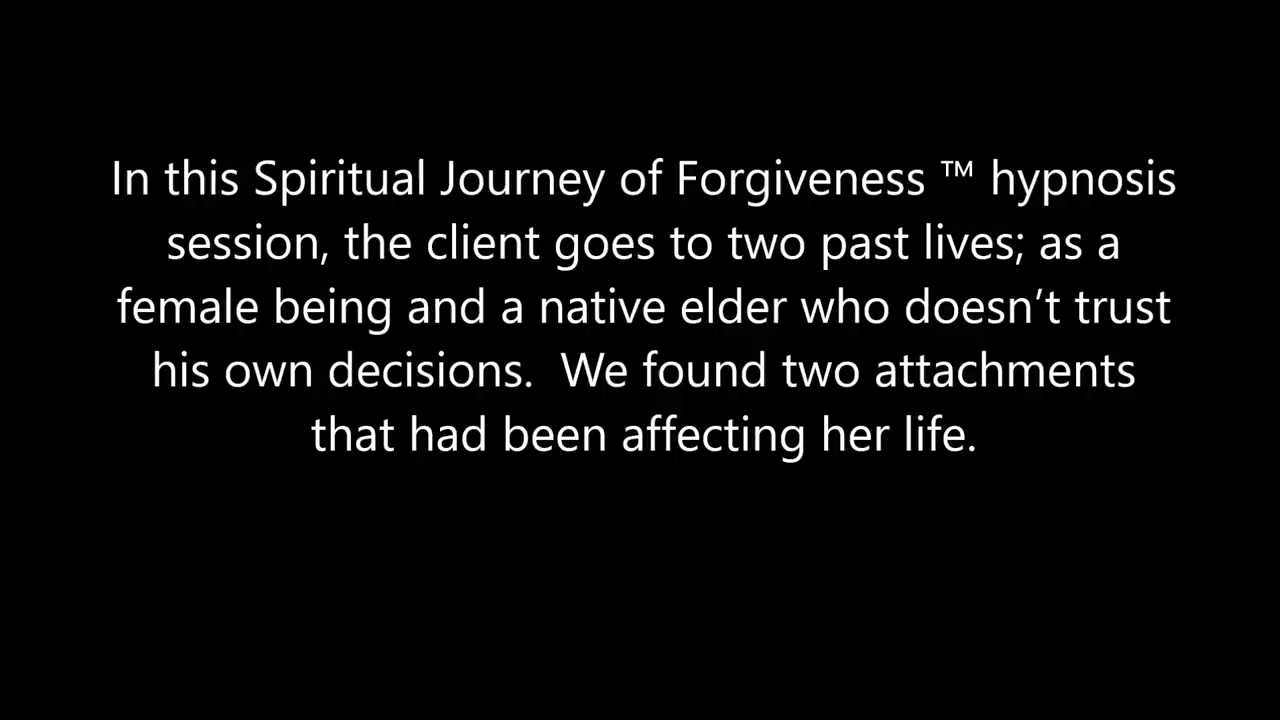 In this Spiritual Journey of Forgiveness ™ hypnosis
session, the client goes to two past lives; as a
female being and a native elder who doesn’t trust
his own decisions.  We found two attachments
that had been affecting her life.